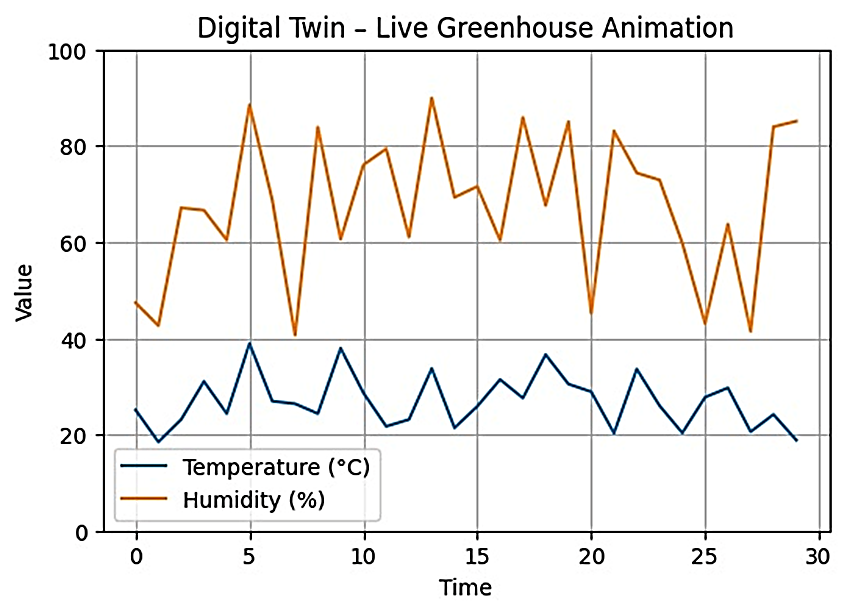 Digital Twin – Live Greenhouse Animation
100
80
60
40
20
0
Value
Temperature (°C)
Humidity (%)
0 5 10 15 20 25 30
Time